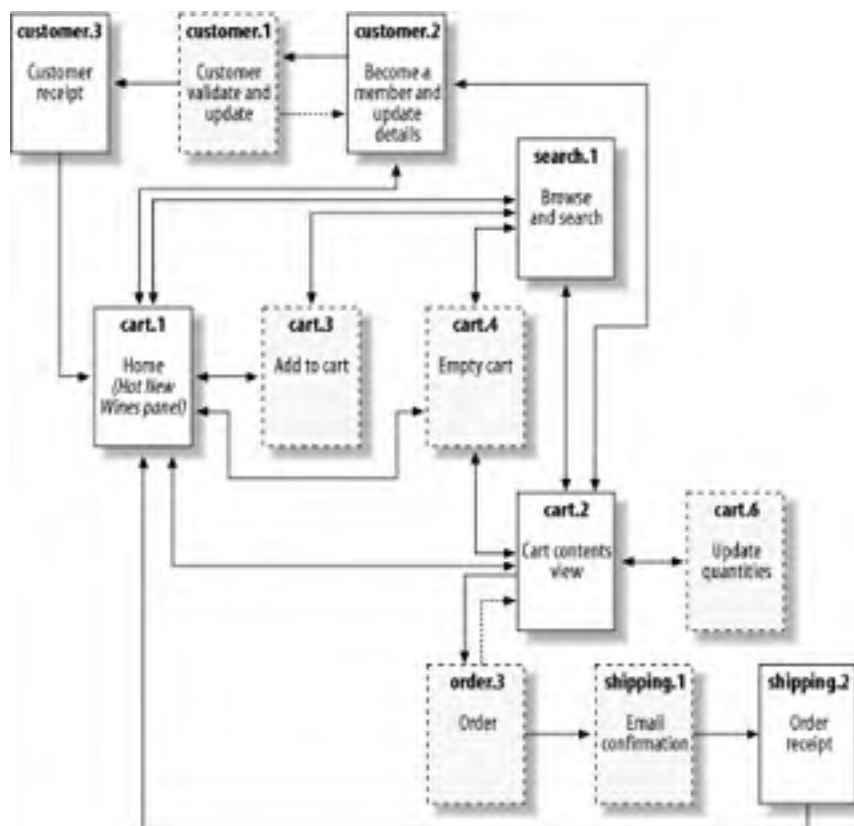 customer.3
Customer
receipt
customer.1
Customer
validate and
update
customer.2
Become a
member and
update
details
search.1
Browse
and search
cart.1
Home
(Hot New
Wines panel)
cart.3
Add to cart
cart.4
Empty cart
cart.2
Cart contents
view
cart.6
Update
quantities
order.3
Order
shipping.1
Email
confirmation
shipping.2
Order
receipt